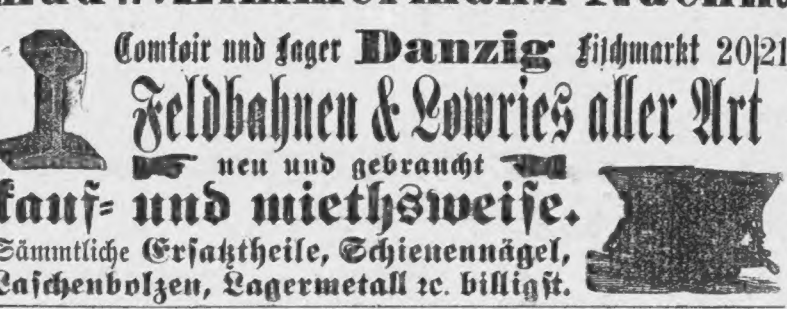 Comtoir und Lager Danzig Fischmarkt 20|21
Feldbahnen & Lowries aller Art
neu und gebraucht
kauf- und miethsweise.
Sämmtliche Ersatztheile, Schienennägel,
Laschenbolzen, Lagermetall ꝛc. billigst.